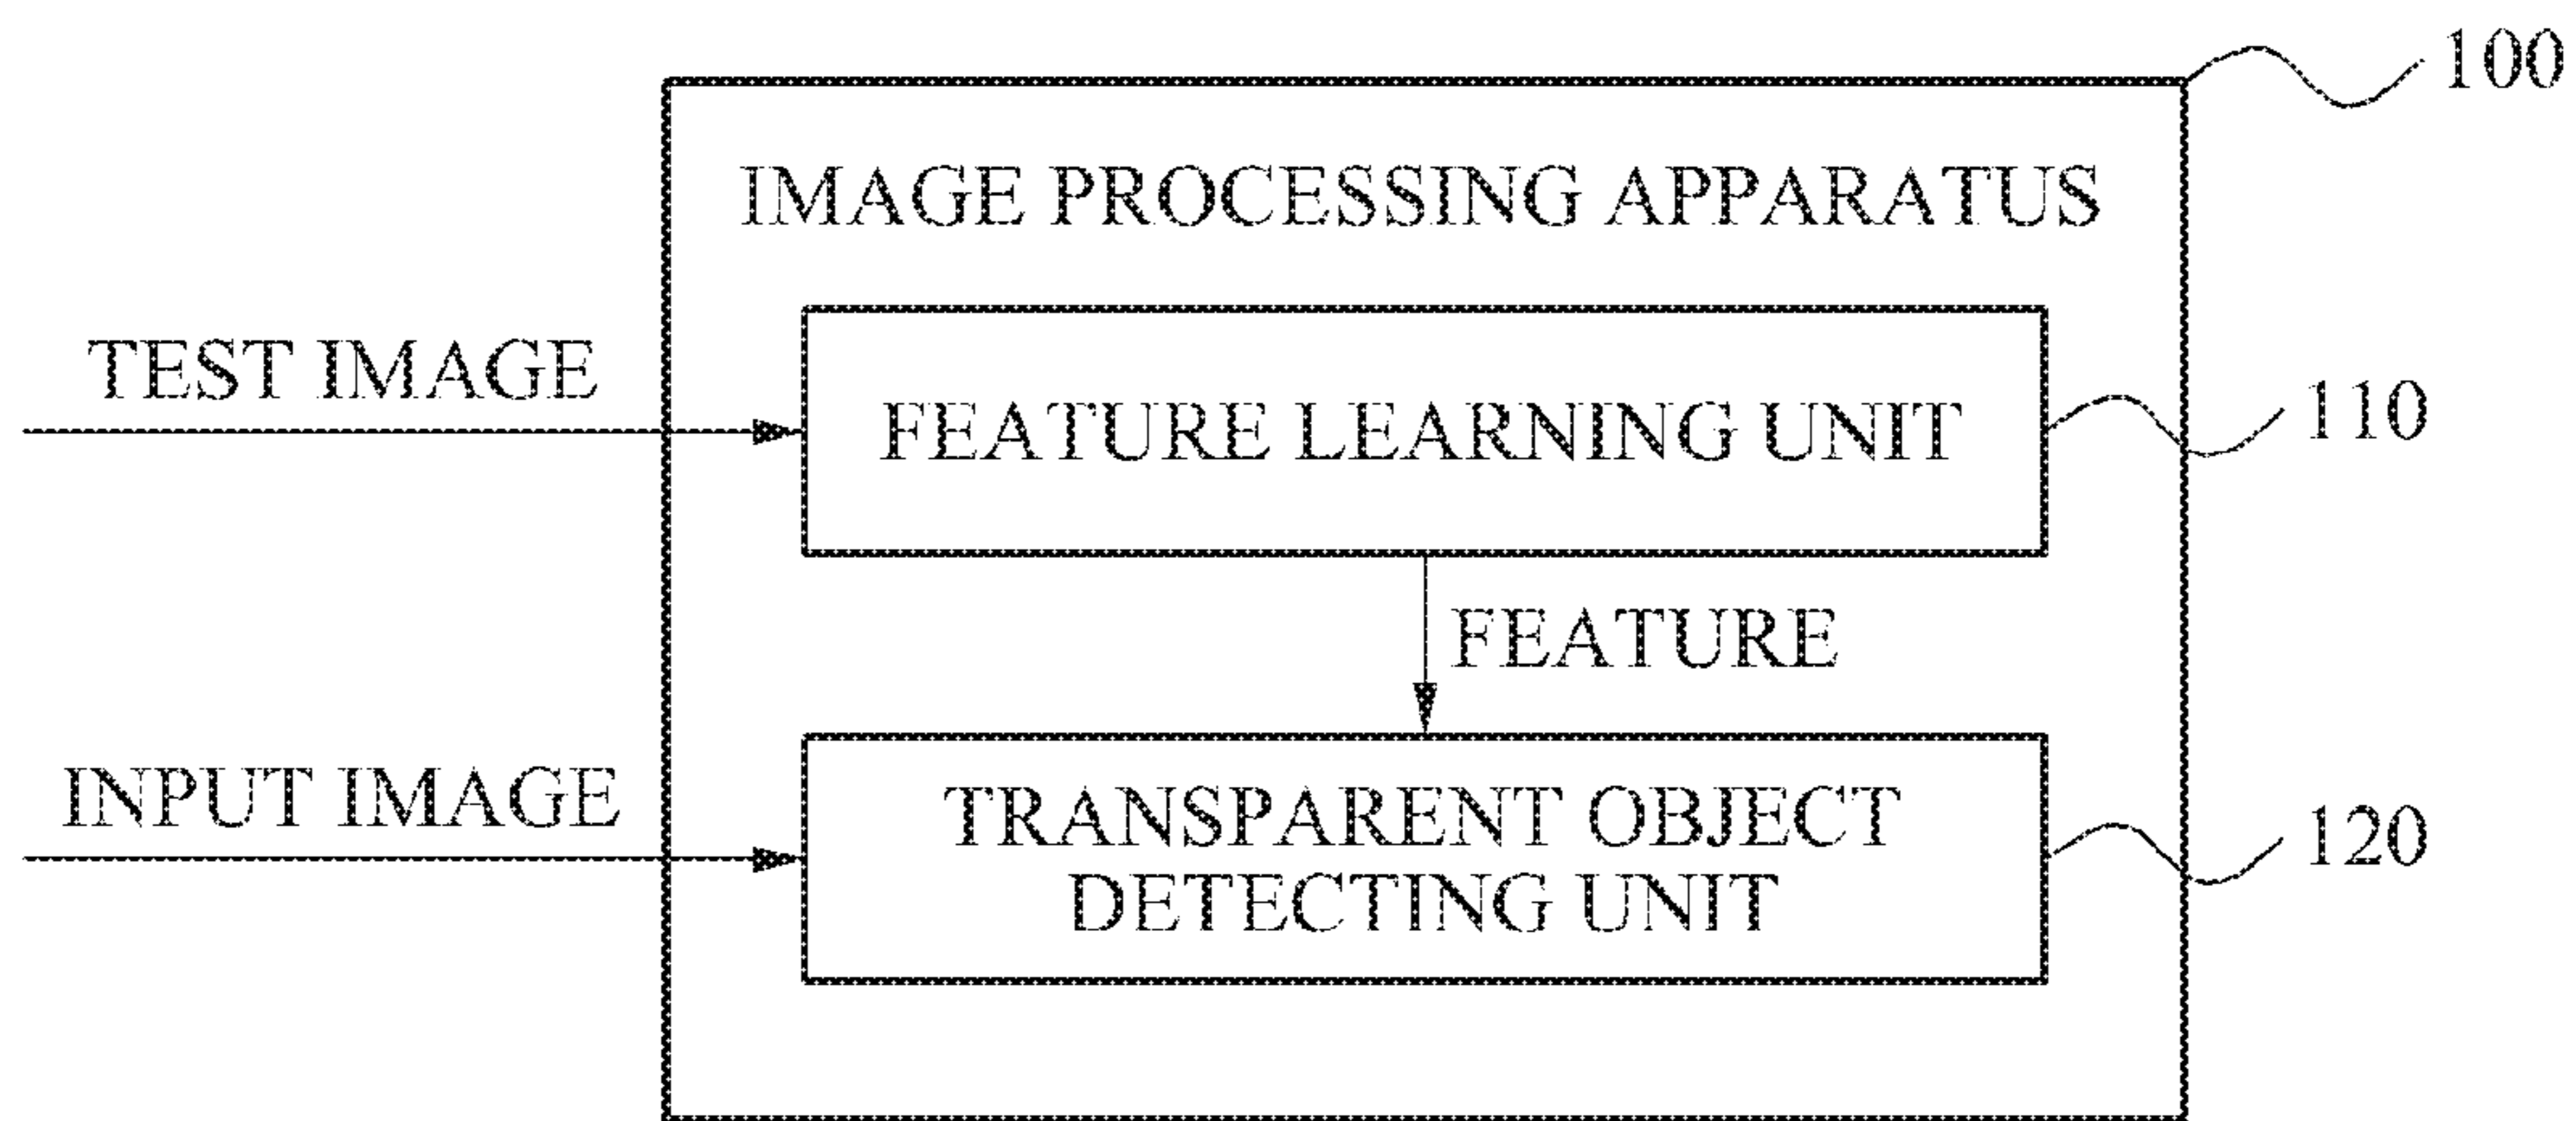 100
IMAGE PROCESSING APPARATUS
TEST IMAGE
FEATURE LEARNING UNIT
110
FEATURE
INPUT IMAGE
TRANSPARENT OBJECT
DETECTING UNIT
120